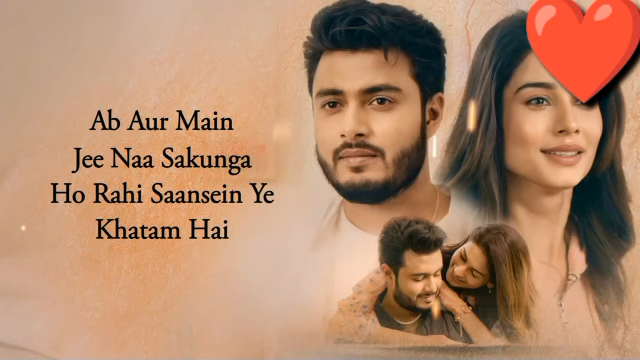 Ab Aur Main
Jee Naa Sakunga
Ho Rahi Saansein Ye
Khatam Hai